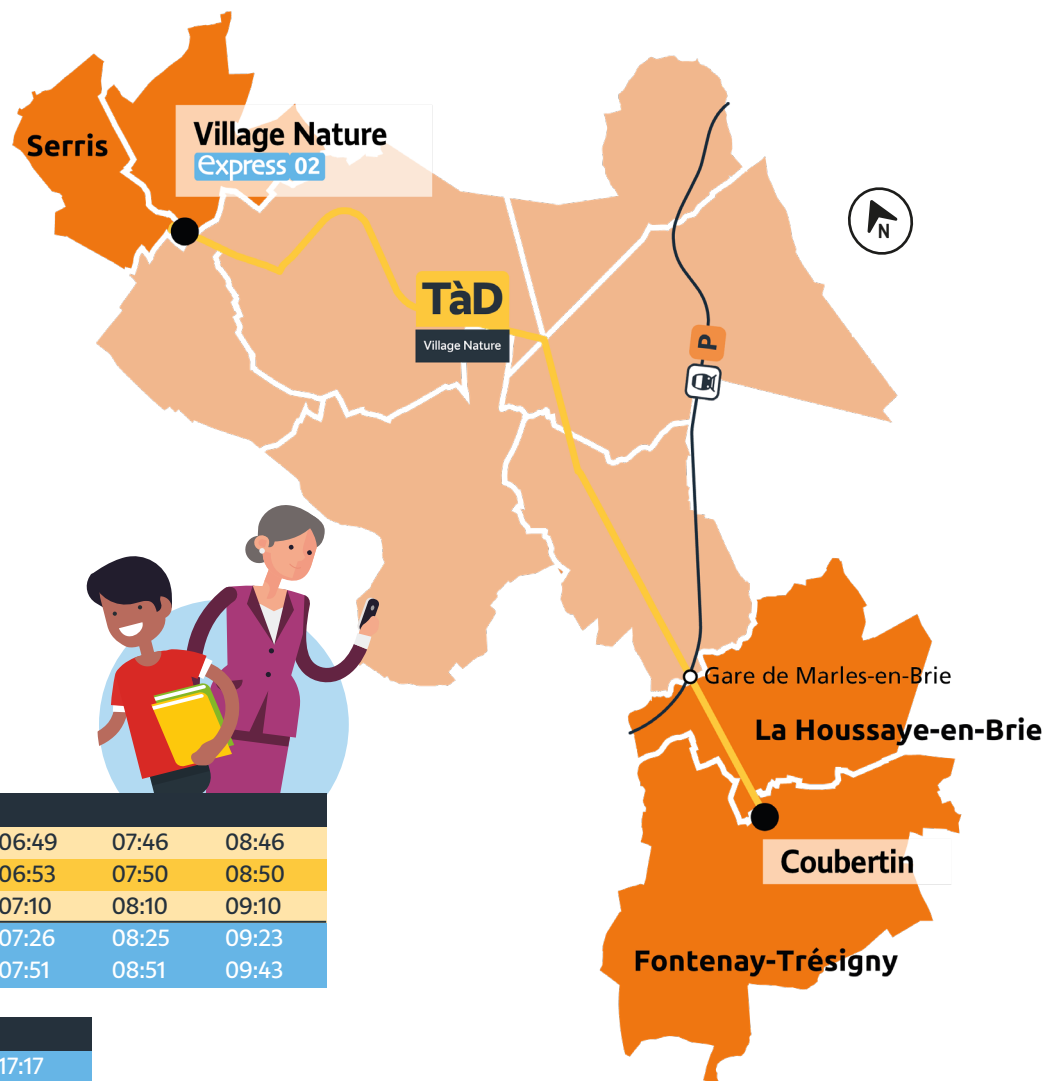 Serris
Village Nature
express 02
N
TàD
Village Nature
P
Gare de Marles-en-Brie
La Houssaye-en-Brie
Coubertin
Fontenay-Trésigny
06:49 07:46 08:46
06:53 07:50 08:50
07:10 08:10 09:10
07:26 08:25 09:23
07:51 08:51 09:43
17:17